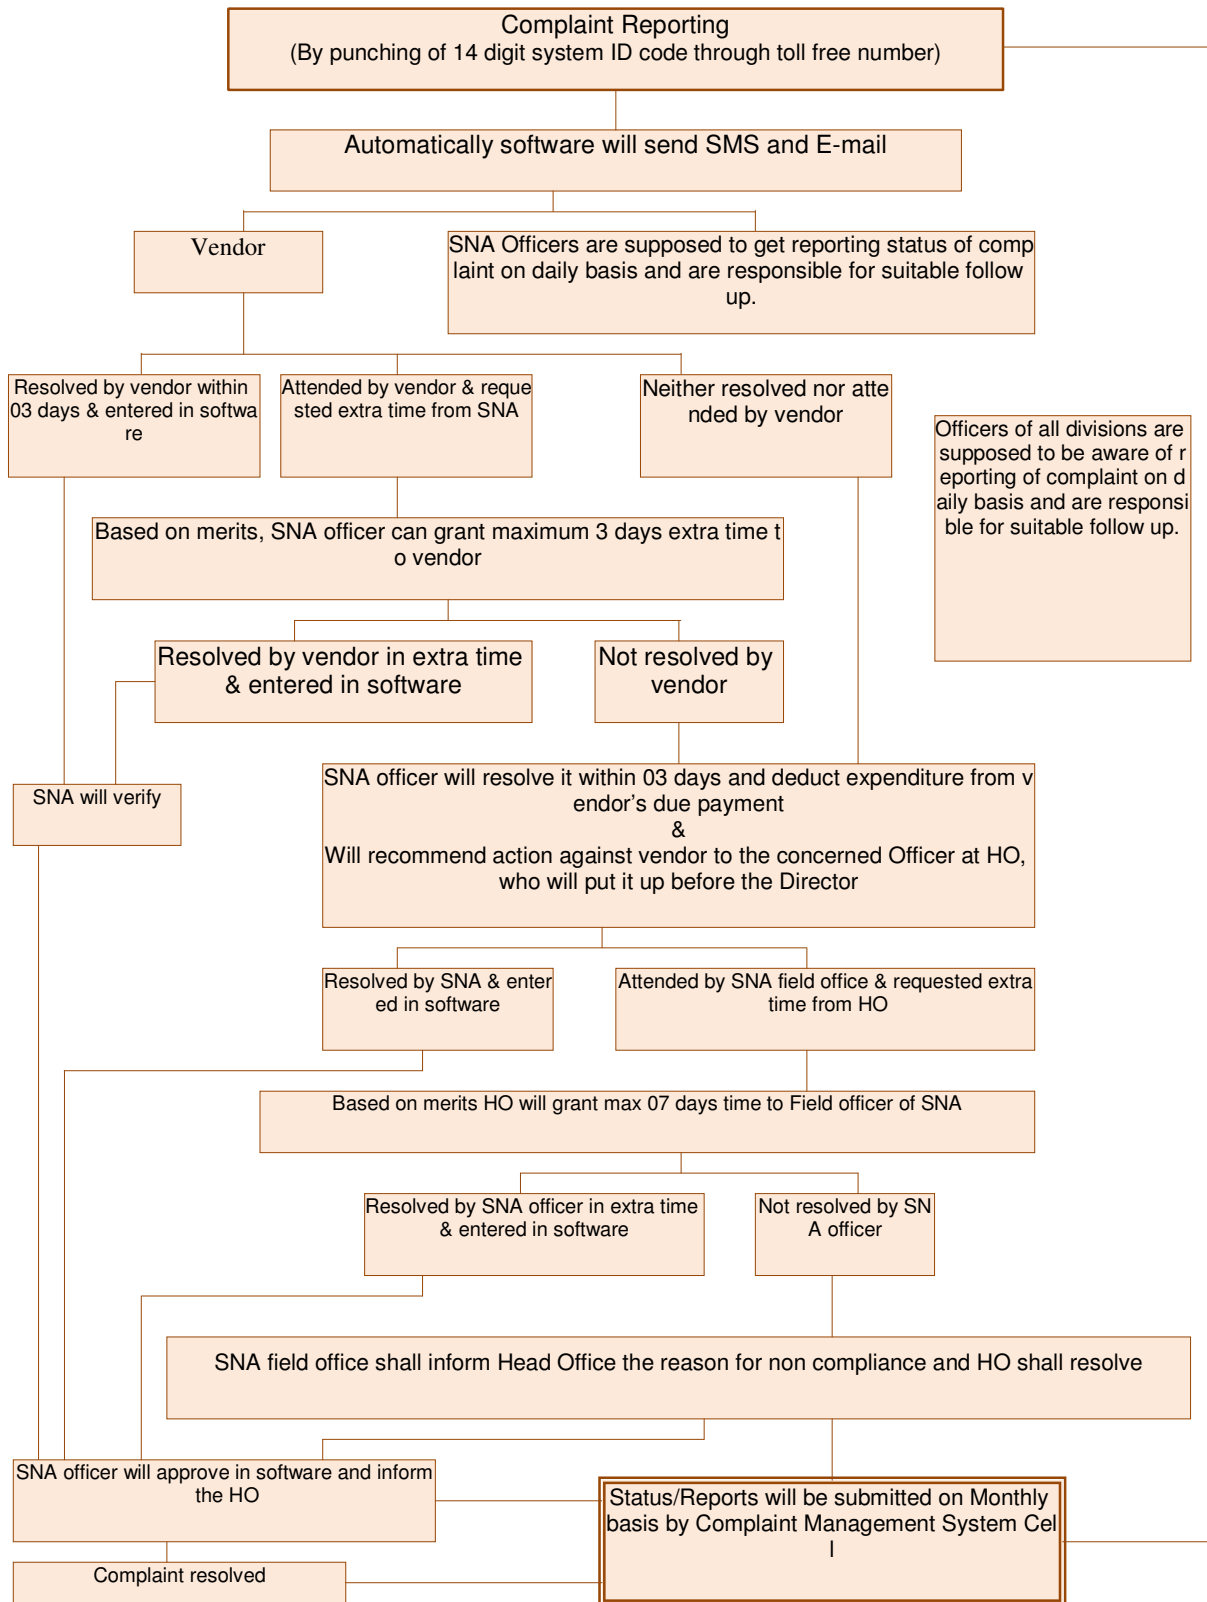 Complaint Reporting
(By punching of 14 digit system ID code through toll free number)
Automatically software will send SMS and E-mail
Vendor
SNA Officers are supposed to get reporting status of comp
laint on daily basis and are responsible for suitable follow
up.
Resolved by vendor within
03 days & entered in softwa
re
Attended by vendor & reque
sted extra time from SNA
Neither resolved nor atte
nded by vendor
Officers of all divisions are
supposed to be aware of r
eporting of complaint on d
aily basis and are responsi
ble for suitable follow up.
Based on merits, SNA officer can grant maximum 3 days extra time t
o vendor
Resolved by vendor in extra time
& entered in software
Not resolved by
vendor
SNA will verify
SNA officer will resolve it within 03 days and deduct expenditure from v
endor’s due payment
&
Will recommend action against vendor to the concerned Officer at HO,
who will put it up before the Director
Resolved by SNA & enter
ed in software
Attended by SNA field office & requested extra
time from HO
Based on merits HO will grant max 07 days time to Field officer of SNA
Resolved by SNA officer in extra time
& entered in software
Not resolved by SN
A officer
SNA field office shall inform Head Office the reason for non compliance and HO shall resolve
SNA officer will approve in software and inform
the HO
Status/Reports will be submitted on Monthly
basis by Complaint Management System Cel
l
Complaint resolved